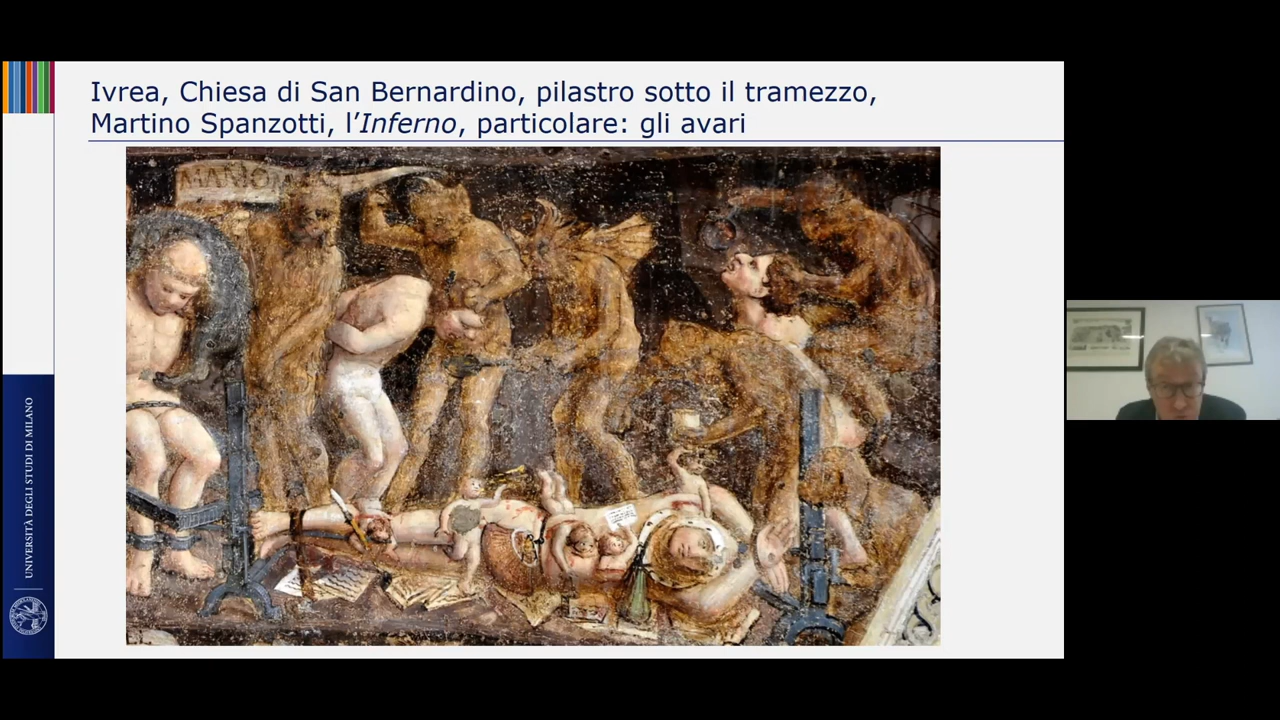 Ivrea, Chiesa di San Bernardino, pilastro sotto il tramezzo,
Martino Spanzotti, l’Inferno, particolare: gli avari
UNIVERSITÀ DEGLI STUDI DI MILANO